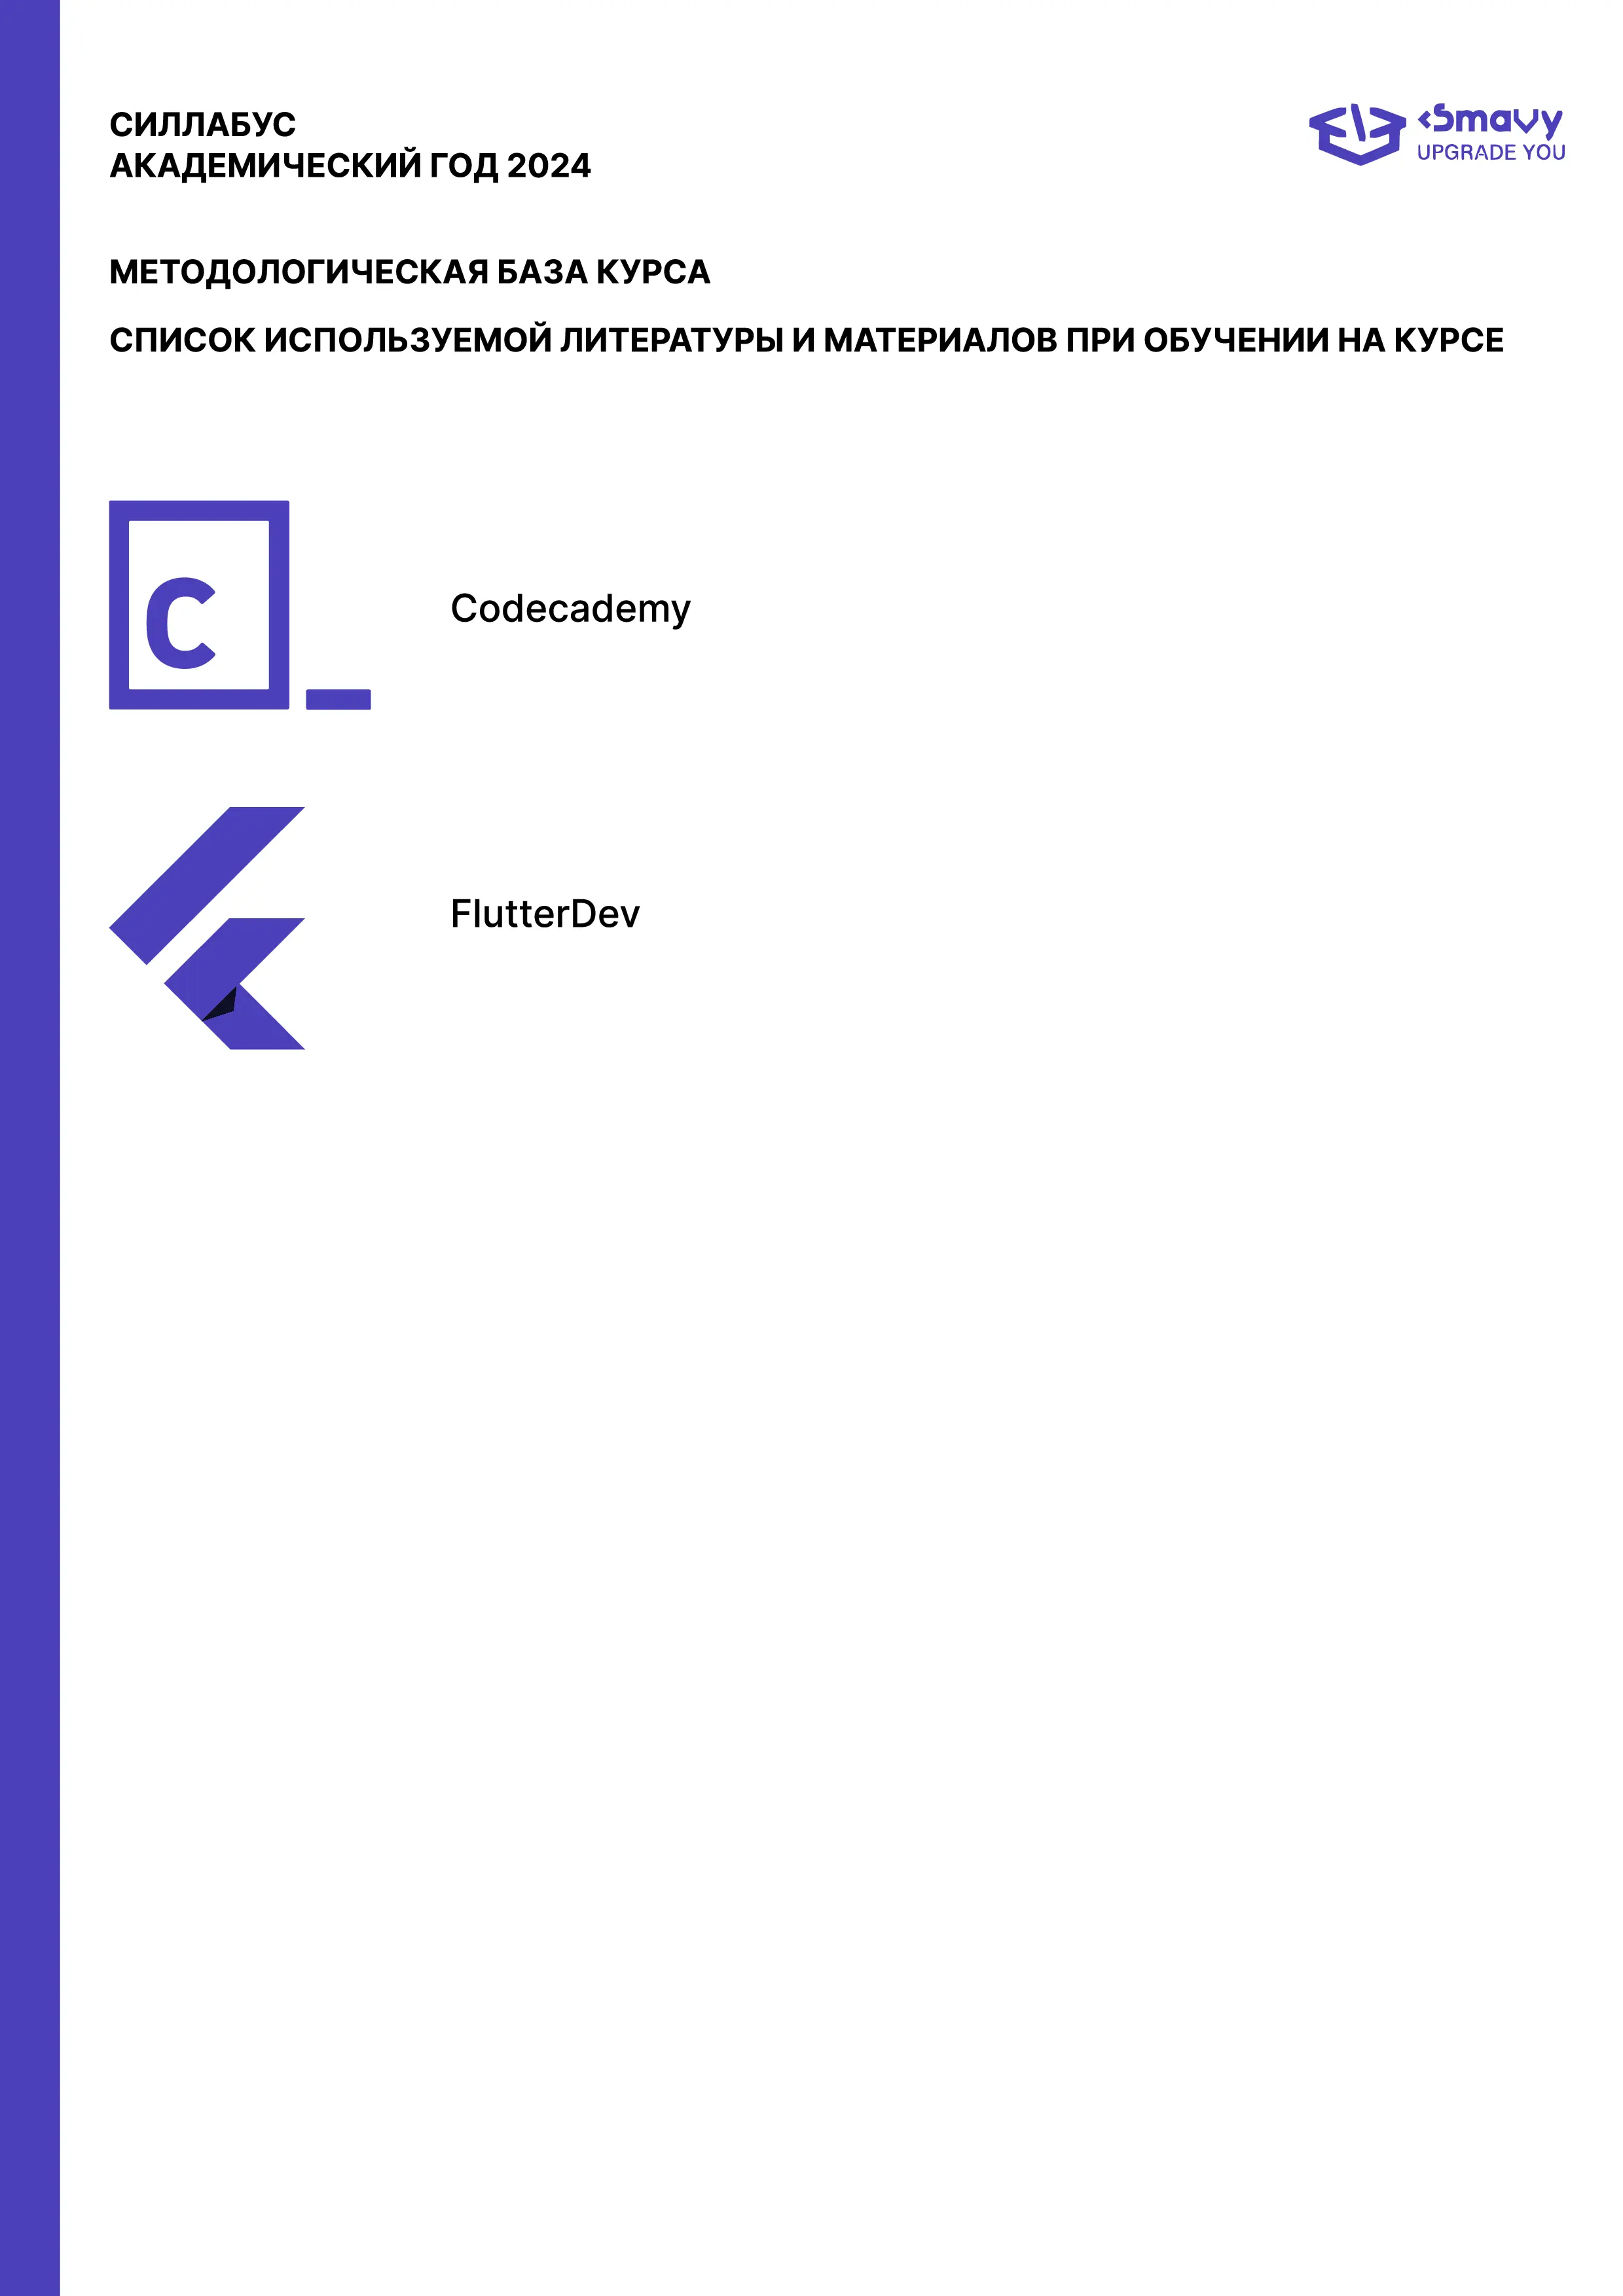 СИЛЛАБУС
АКАДЕМИЧЕСКИЙ ГОД 2024
<Smavy
UPGRADE YOU
МЕТОДОЛОГИЧЕСКАЯ БАЗА КУРСА
СПИСОК ИСПОЛЬЗУЕМОЙ ЛИТЕРАТУРЫ И МАТЕРИАЛОВ ПРИ ОБУЧЕНИИ НА КУРСЕ
C_
Codecademy
FlutterDev